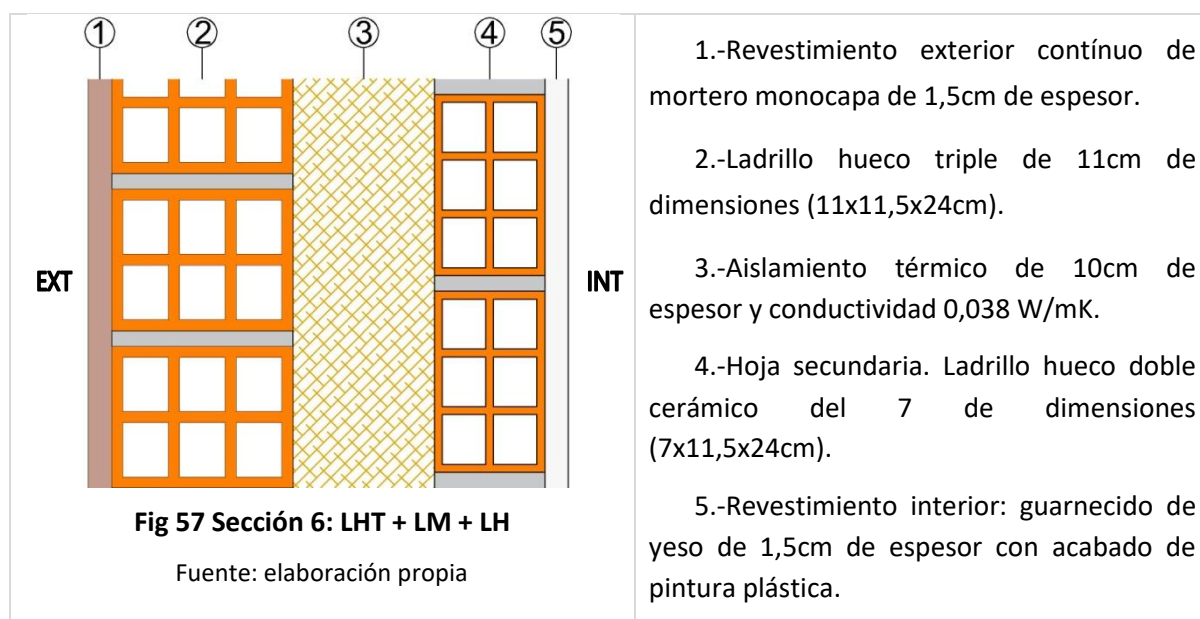 1 2 3 4 5
EXT
INT
Fig 57 Sección 6: LHT + LM + LH
Fuente: elaboración propia
1.-Revestimiento exterior contínuo de
mortero monocapa de 1,5cm de espesor.
2.-Ladrillo hueco triple de 11cm de
dimensiones (11x11,5x24cm).
3.-Aislamiento térmico de 10cm de
espesor y conductividad 0,038 W/mK.
4.-Hoja secundaria. Ladrillo hueco doble
cerámico del 7 de dimensiones
(7x11,5x24cm).
5.-Revestimiento interior: guarnecido de
yeso de 1,5cm de espesor con acabado de
pintura plástica.